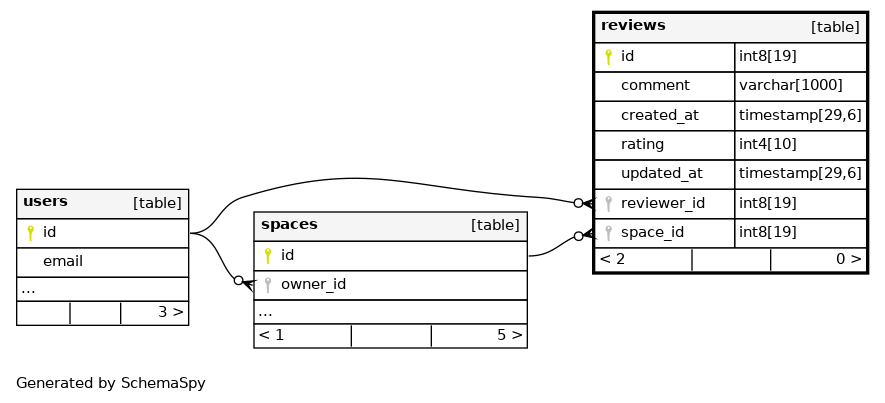 reviews [table]
id int8[19]
comment varchar[1000]
created_at timestamp[29,6]
rating int4[10]
updated_at timestamp[29,6]
reviewer_id int8[19]
space_id int8[19]
< 2 0 >
users [table]
id
email
...
3 >
spaces [table]
id
owner_id
...
< 1 5 >
Generated by SchemaSpy